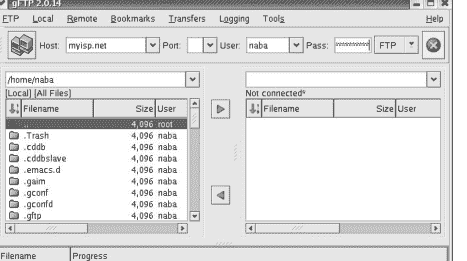 gFTP 2.0.14
FTP Local Remote Bookmarks Transfers Logging Tools Help
Host: myisp.net Port: User: naba Pass: ************ FTP
/home/naba
[Local] [All Files] Not connected*
Filename Size User Filename Size User
.. 4,096 root
.Trash 4,096 naba
.cddb 4,096 naba
.cddbslave 4,096 naba
.emacs.d 4,096 naba
.gaim 4,096 naba
.gconf 4,096 naba
.gconfd 4,096 naba
.gftp 4,096 naba
Filename Progress